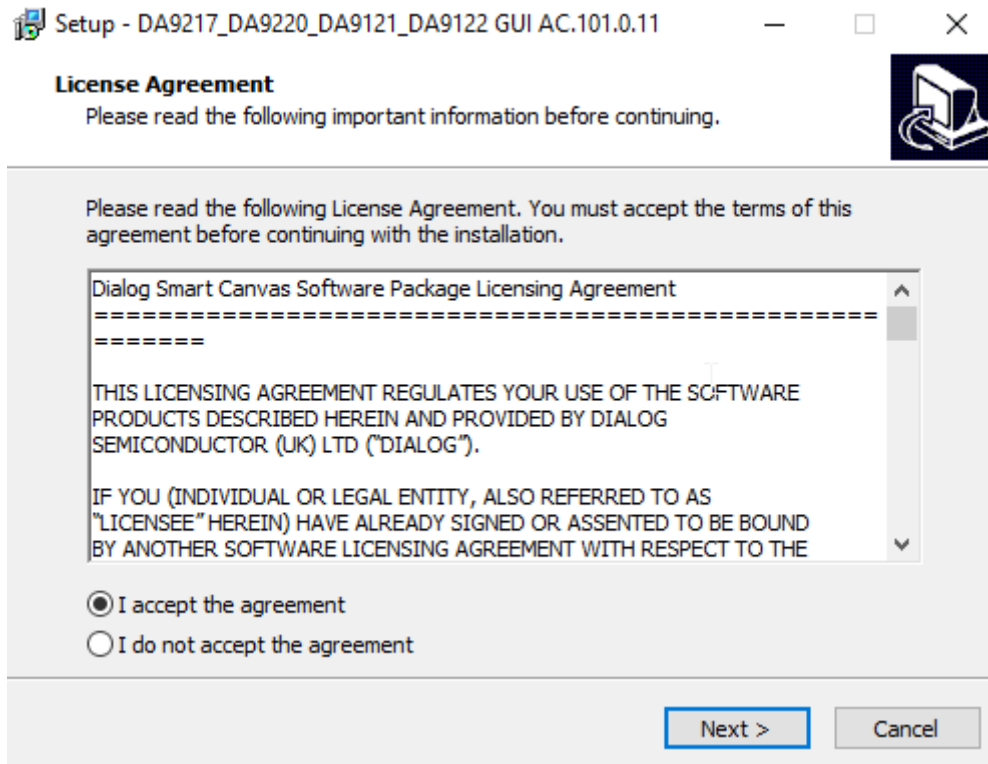 Setup - DA9217_DA9220_DA9121_DA9122 GUI AC.101.0.11
License Agreement
Please read the following important information before continuing.
Please read the following License Agreement. You must accept the terms of this
agreement before continuing with the installation.
Dialog Smart Canvas Software Package Licensing Agreement
=================================================
=======
THIS LICENSING AGREEMENT REGULATES YOUR USE OF THE SOFTWARE
PRODUCTS DESCRIBED HEREIN AND PROVIDED BY DIALOG
SEMICONDUCTOR (UK) LTD ("DIALOG").
IF YOU (INDIVIDUAL OR LEGAL ENTITY, ALSO REFERRED TO AS
"LICENSEE" HEREIN) HAVE ALREADY SIGNED OR ASSENTED TO BE BOUND
BY ANOTHER SOFTWARE LICENSING AGREEMENT WITH RESPECT TO THE
I accept the agreement
I do not accept the agreement
Next >
Cancel